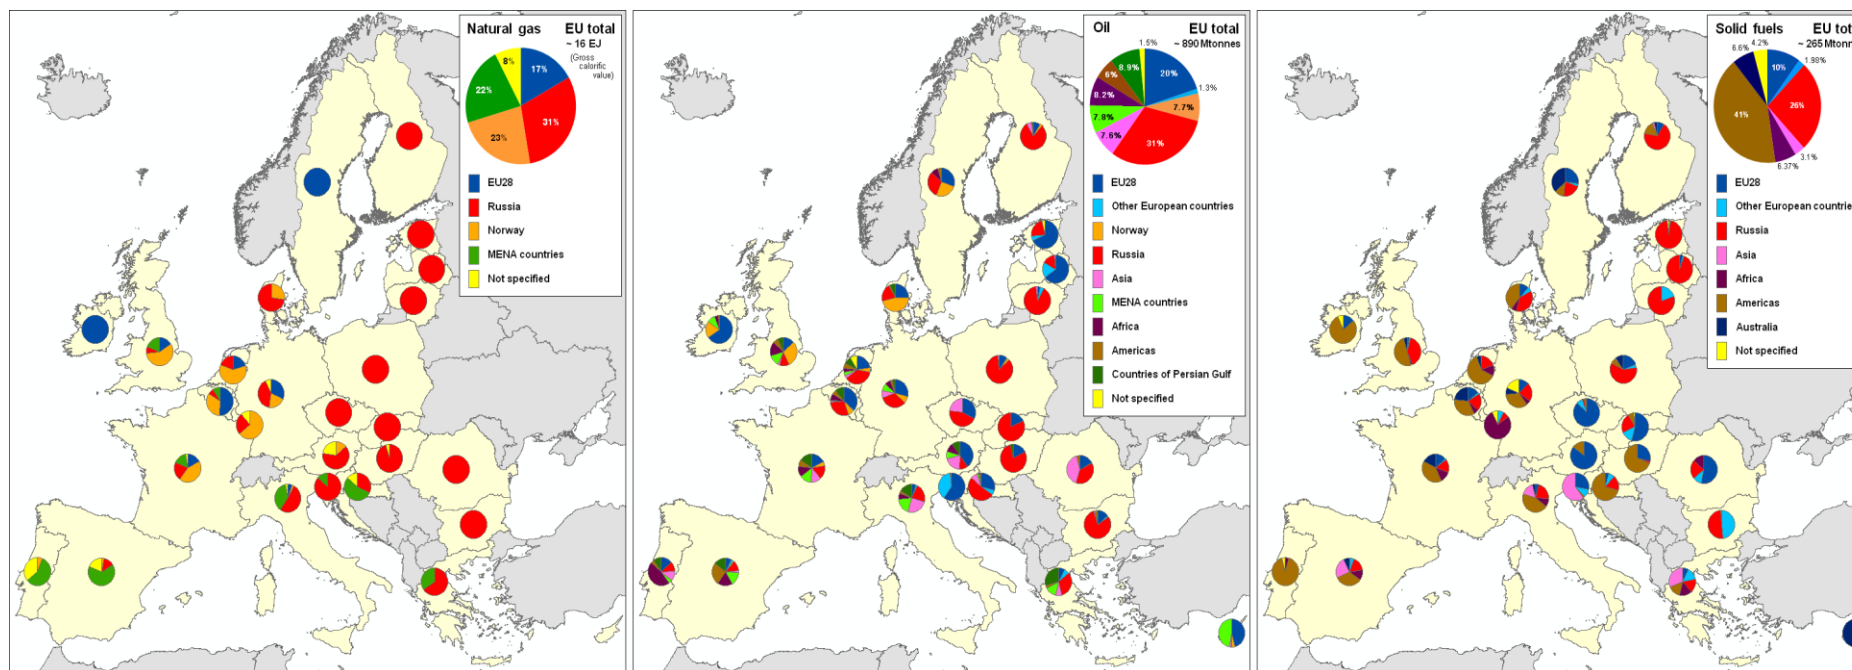 Natural gas
EU total
~ 16 EJ
(Gross
calorific
value)
8%
17%
22%
31%
23%
EU28
Russia
Norway
MENA countries
Not specified
Oil
EU total
~ 890 Mtonnes
1.5%
8.9%
20%
6%
1.3%
8.2%
7.7%
7.8%
7.6%
31%
EU28
Other European countries
Norway
Russia
Asia
MENA countries
Africa
Americas
Countries of Persian Gulf
Not specified
Solid fuels
EU total
~ 265 Mtonn
4.2%
6.6%
10%
1.98%
26%
41%
3.1%
6.37%
EU28
Other European countrie
Russia
Asia
Africa
Americas
Australia
Not specified